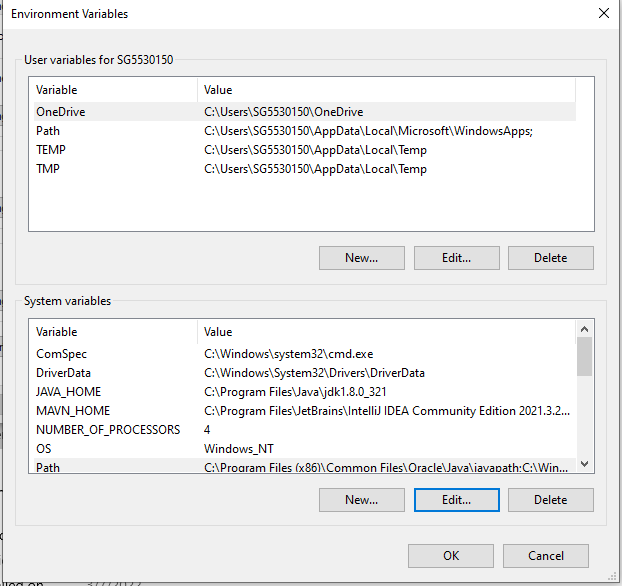 Environment Variables
User variables for SG5530150
Variable Value
OneDrive C:\Users\SG5530150\OneDrive
Path C:\Users\SG5530150\AppData\Local\Microsoft\WindowsApps;
TEMP C:\Users\SG5530150\AppData\Local\Temp
TMP C:\Users\SG5530150\AppData\Local\Temp
New... Edit... Delete
System variables
Variable Value
ComSpec C:\Windows\system32\cmd.exe
DriverData C:\Windows\System32\Drivers\DriverData
JAVA_HOME C:\Program Files\Java\jdk1.8.0_321
MAVN_HOME C:\Program Files\JetBrains\IntelliJ IDEA Community Edition 2021.3.2...
NUMBER_OF_PROCESSORS 4
OS Windows_NT
Path C:\Program Files (x86)\Common Files\Oracle\Java\javapath;C:\Win...
New... Edit... Delete
OK Cancel